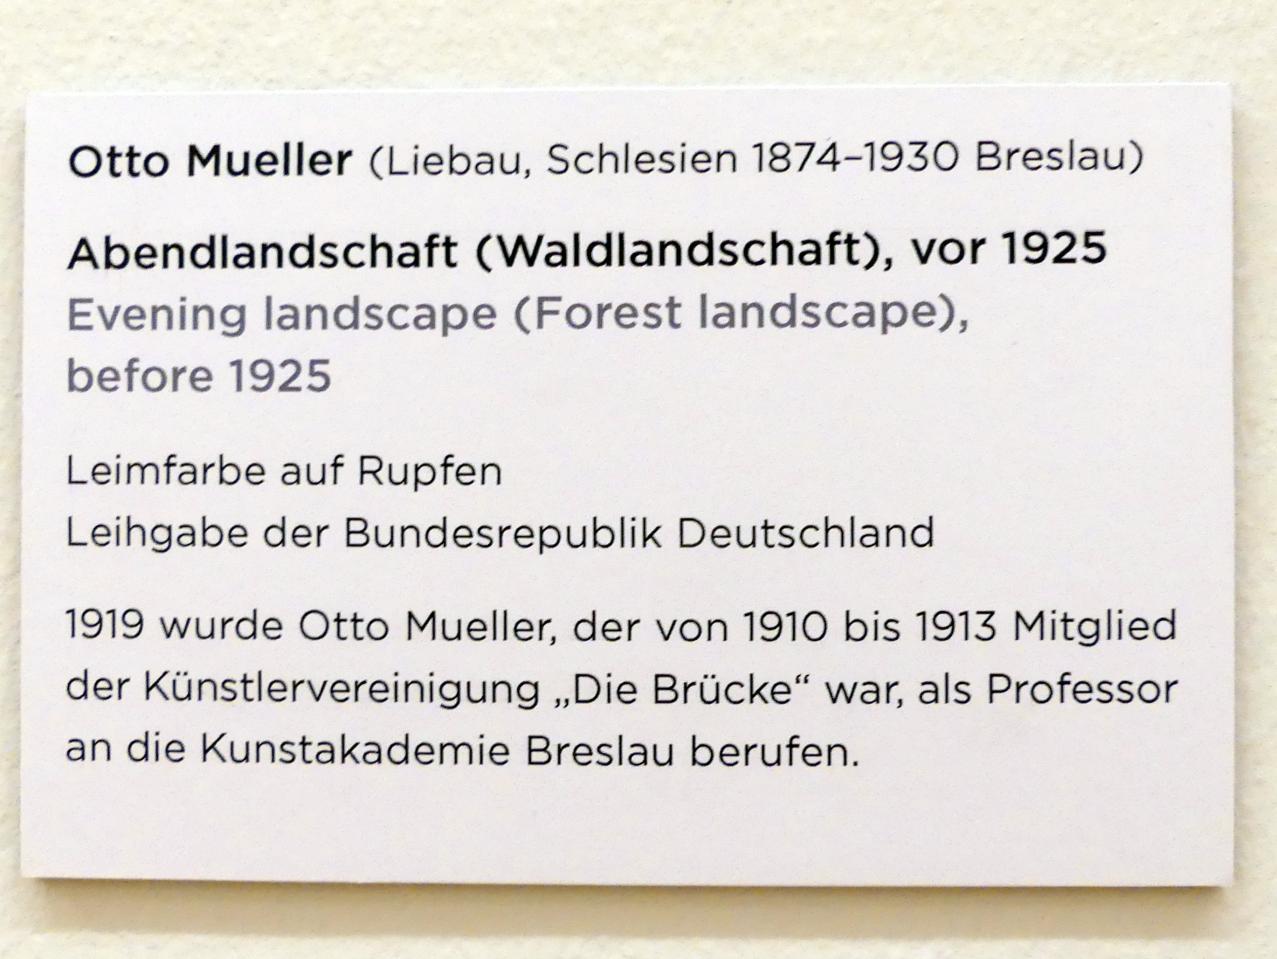 Otto Mueller (Liebau, Schlesien 1874–1930 Breslau)
Abendlandschaft (Waldlandschaft), vor 1925
Evening landscape (Forest landscape),
before 1925
Leimfarbe auf Rupfen
Leihgabe der Bundesrepublik Deutschland
1919 wurde Otto Mueller, der von 1910 bis 1913 Mitglied
der Künstlervereinigung „Die Brücke“ war, als Professor
an die Kunstakademie Breslau berufen.